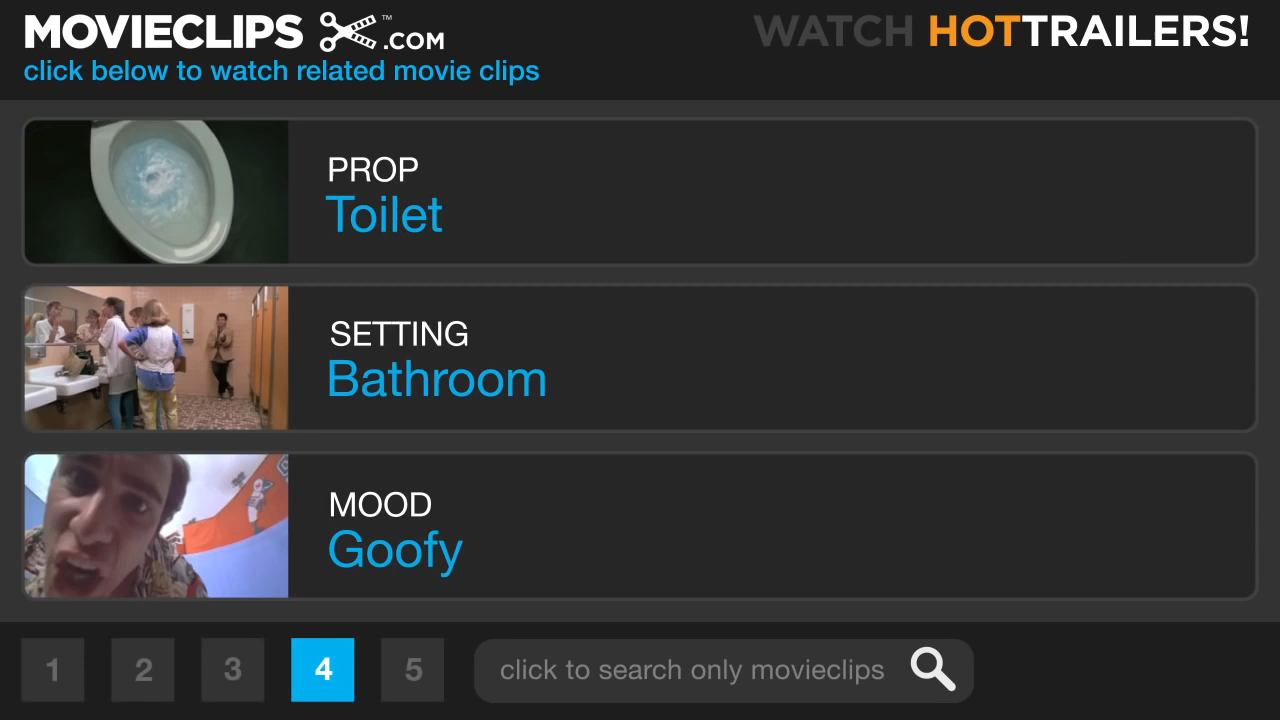 MOVIECLIPS ™ .COM
WATCH HOTTRAILERS!
click below to watch related movie clips
PROP
Toilet
SETTING
Bathroom
MOOD
Goofy
1 2 3 4 5 click to search only movieclips